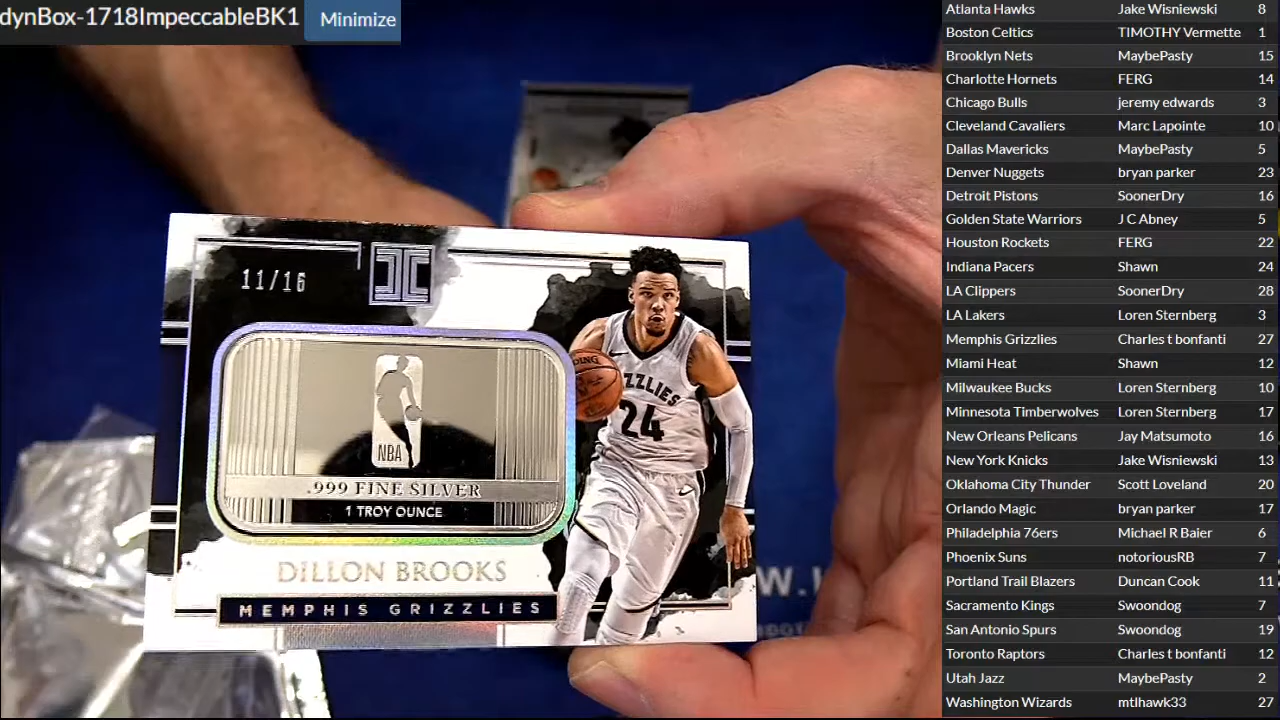 dynBox-1718ImpeccableBK1
Minimize
11/16
NBA
.999 FINE SILVER
1 TROY OUNCE
DILLON BROOKS
MEMPHIS GRIZZLIES
DING
ZZLIES
24
W.
Atlanta Hawks Jake Wisniewski 8
Boston Celtics TIMOTHY Vermette 1
Brooklyn Nets MaybePasty 15
Charlotte Hornets FERG 14
Chicago Bulls jeremy edwards 3
Cleveland Cavaliers Marc Lapointe 10
Dallas Mavericks MaybePasty 5
Denver Nuggets bryan parker 23
Detroit Pistons SoonerDry 16
Golden State Warriors J C Abney 5
Houston Rockets FERG 22
Indiana Pacers Shawn 24
LA Clippers SoonerDry 28
LA Lakers Loren Sternberg 3
Memphis Grizzlies Charles t bonfanti 27
Miami Heat Shawn 12
Milwaukee Bucks Loren Sternberg 10
Minnesota Timberwolves Loren Sternberg 17
New Orleans Pelicans Jay Matsumoto 16
New York Knicks Jake Wisniewski 13
Oklahoma City Thunder Scott Loveland 20
Orlando Magic bryan parker 17
Philadelphia 76ers Michael R Baier 6
Phoenix Suns notoriousRB 7
Portland Trail Blazers Duncan Cook 11
Sacramento Kings Swoondog 7
San Antonio Spurs Swoondog 19
Toronto Raptors Charles t bonfanti 12
Utah Jazz MaybePasty 2
Washington Wizards mtlhawk33 27